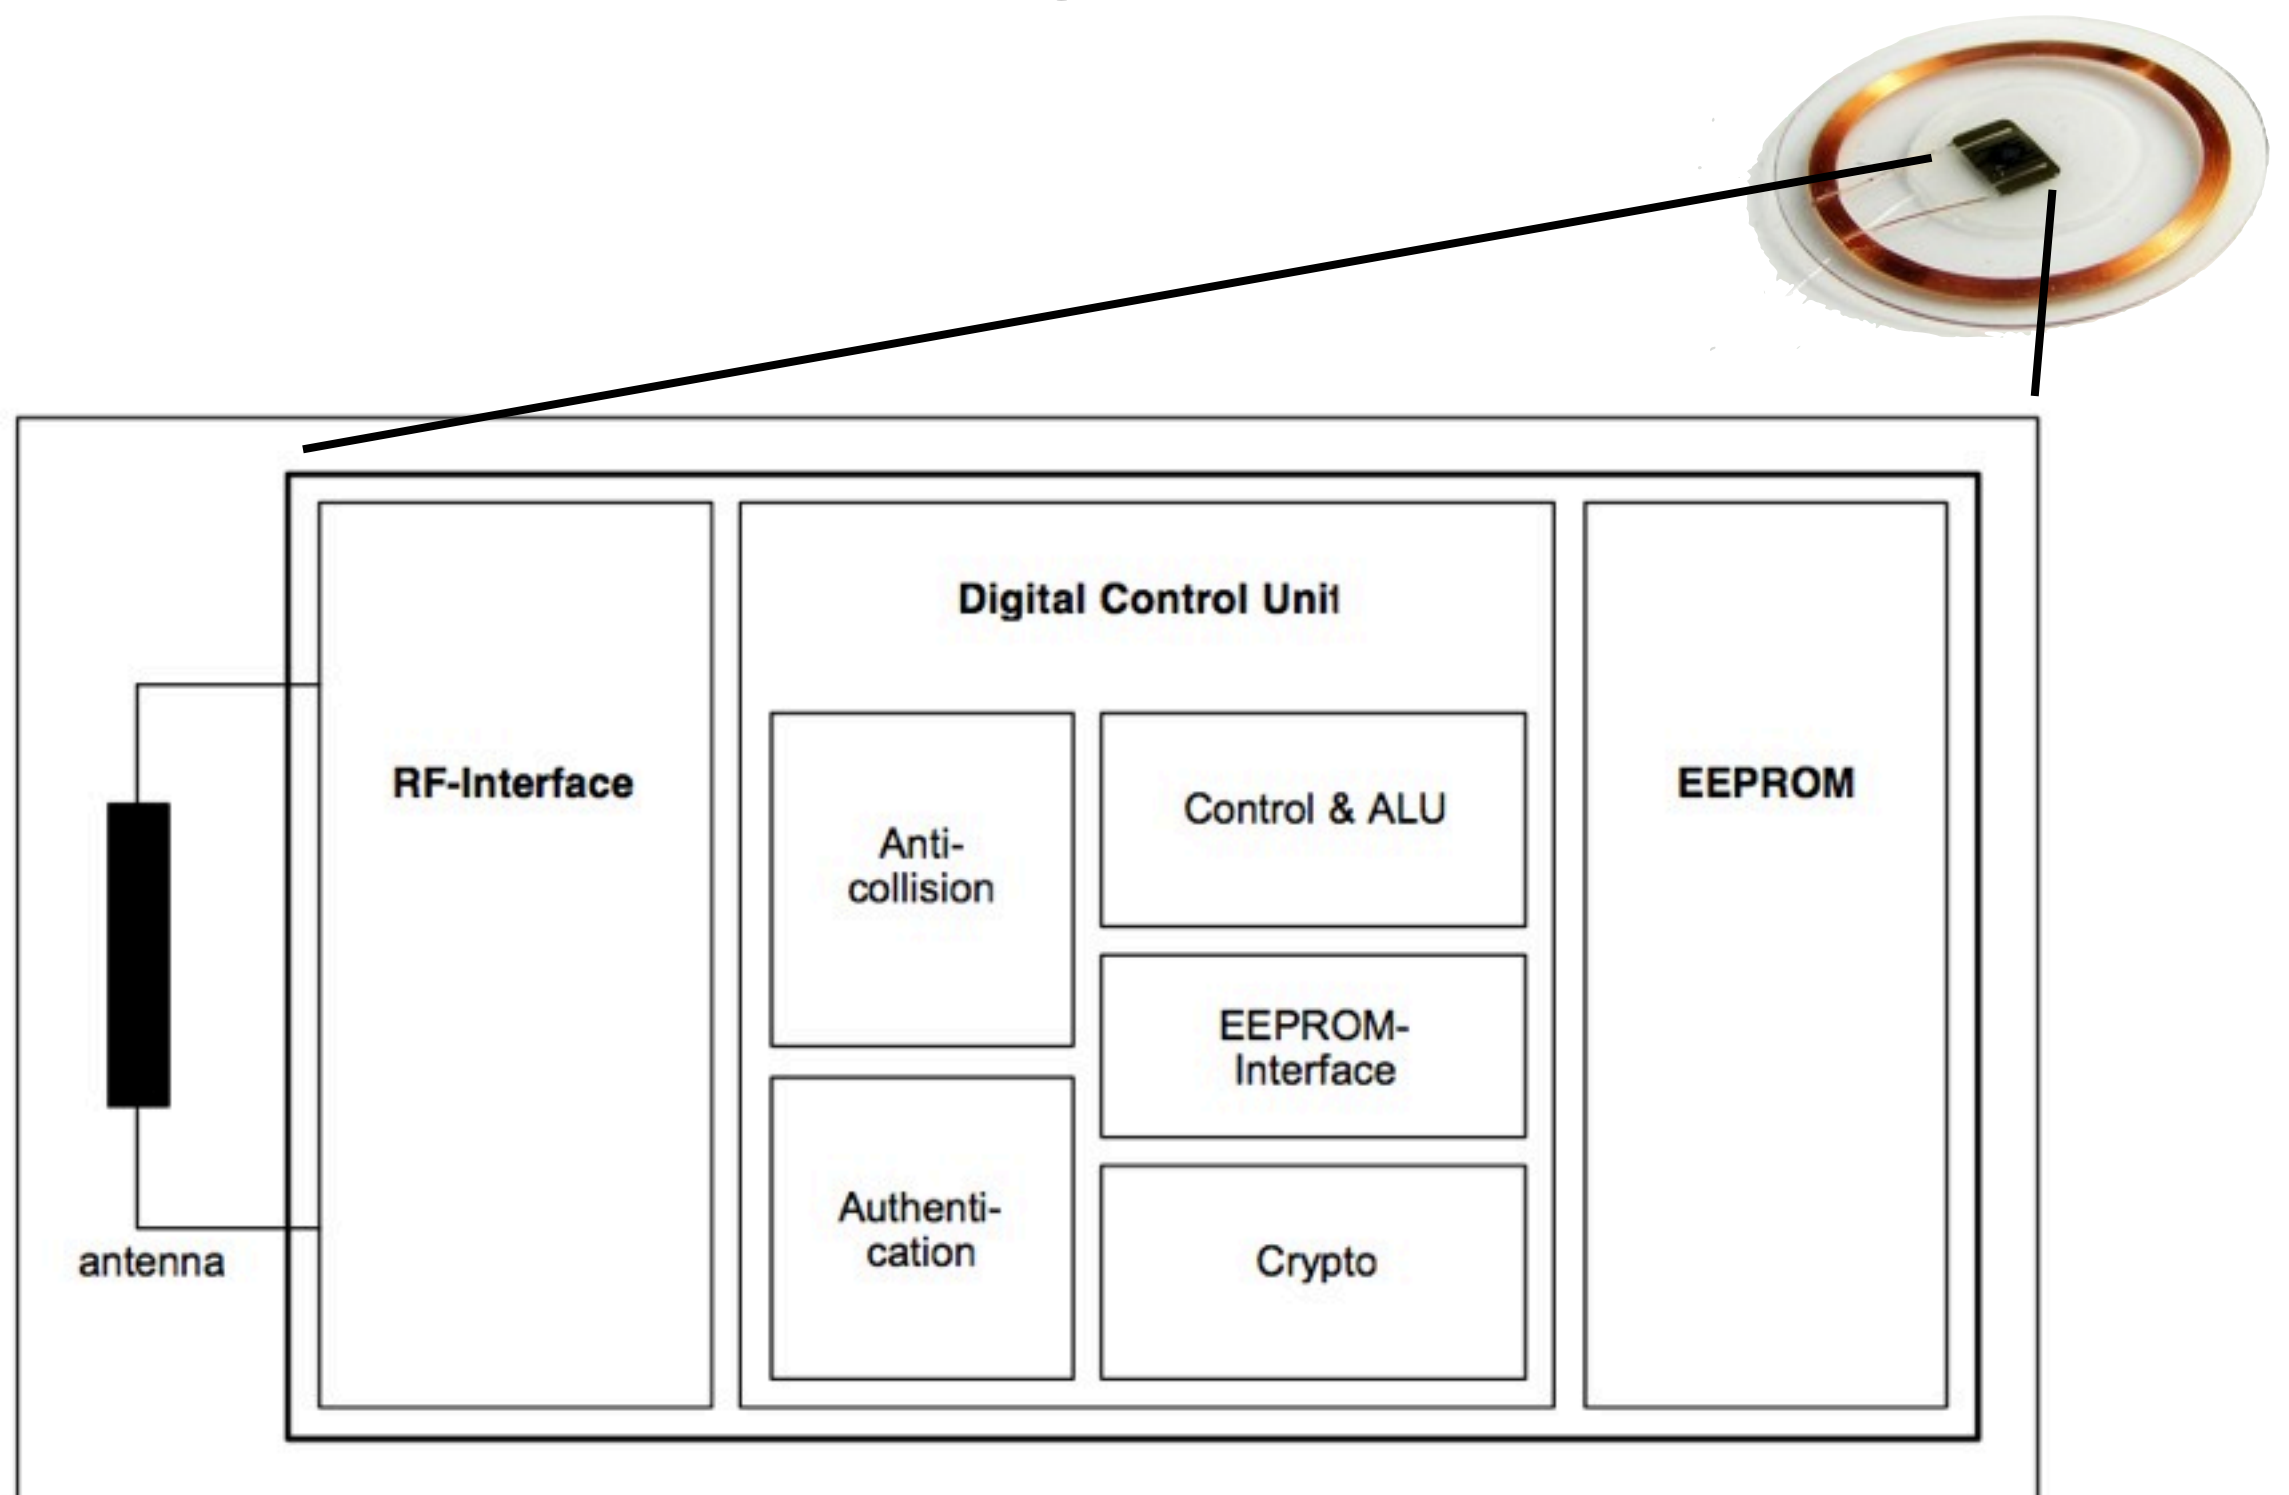 Digital Control Unit
RF-Interface
Anti-
collision
Authenti-
cation
Control & ALU
EEPROM-
Interface
Crypto
EEPROM
antenna